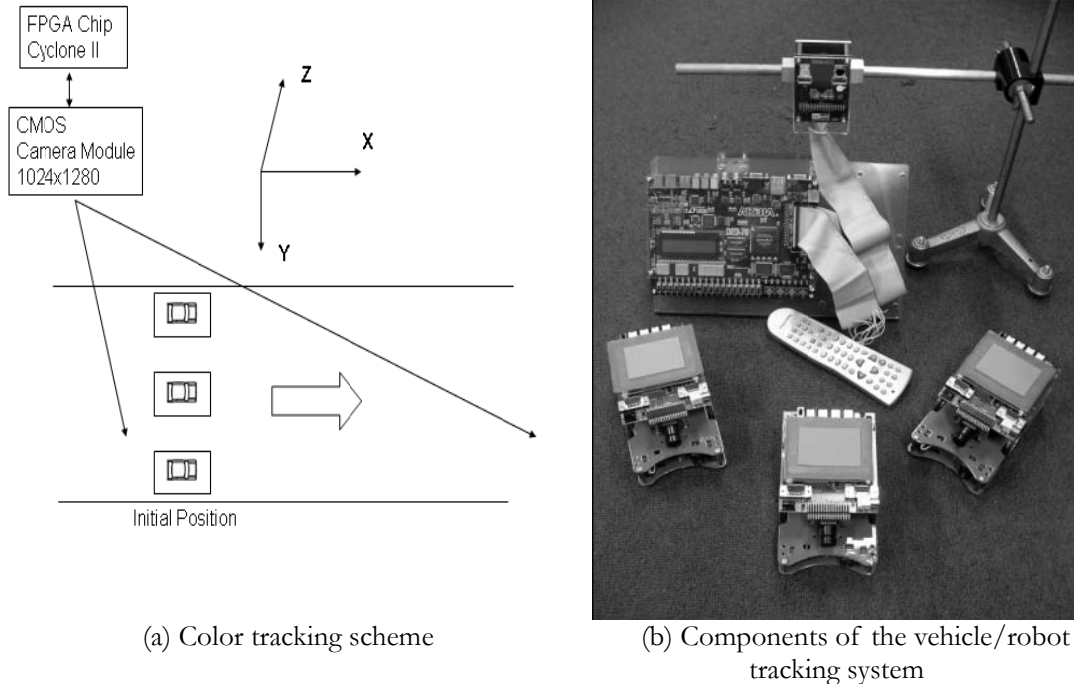 FPGA Chip
Cyclone II
CMOS
Camera Module
1024x1280
Z
X
Y
Initial Position
(a) Color tracking scheme
(b) Components of the vehicle/robot
tracking system